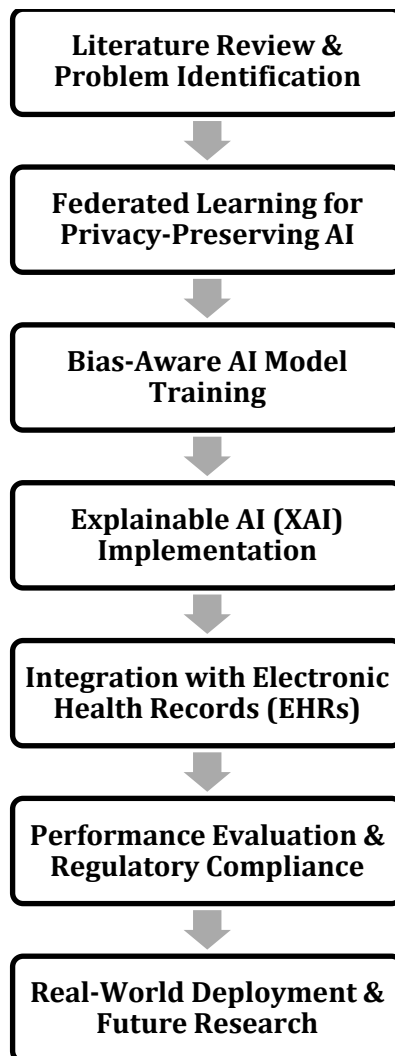 Literature Review &
Problem Identification
Federated Learning for
Privacy-Preserving AI
Bias-Aware AI Model
Training
Explainable AI (XAI)
Implementation
Integration with Electronic
Health Records (EHRs)
Performance Evaluation &
Regulatory Compliance
Real-World Deployment &
Future Research